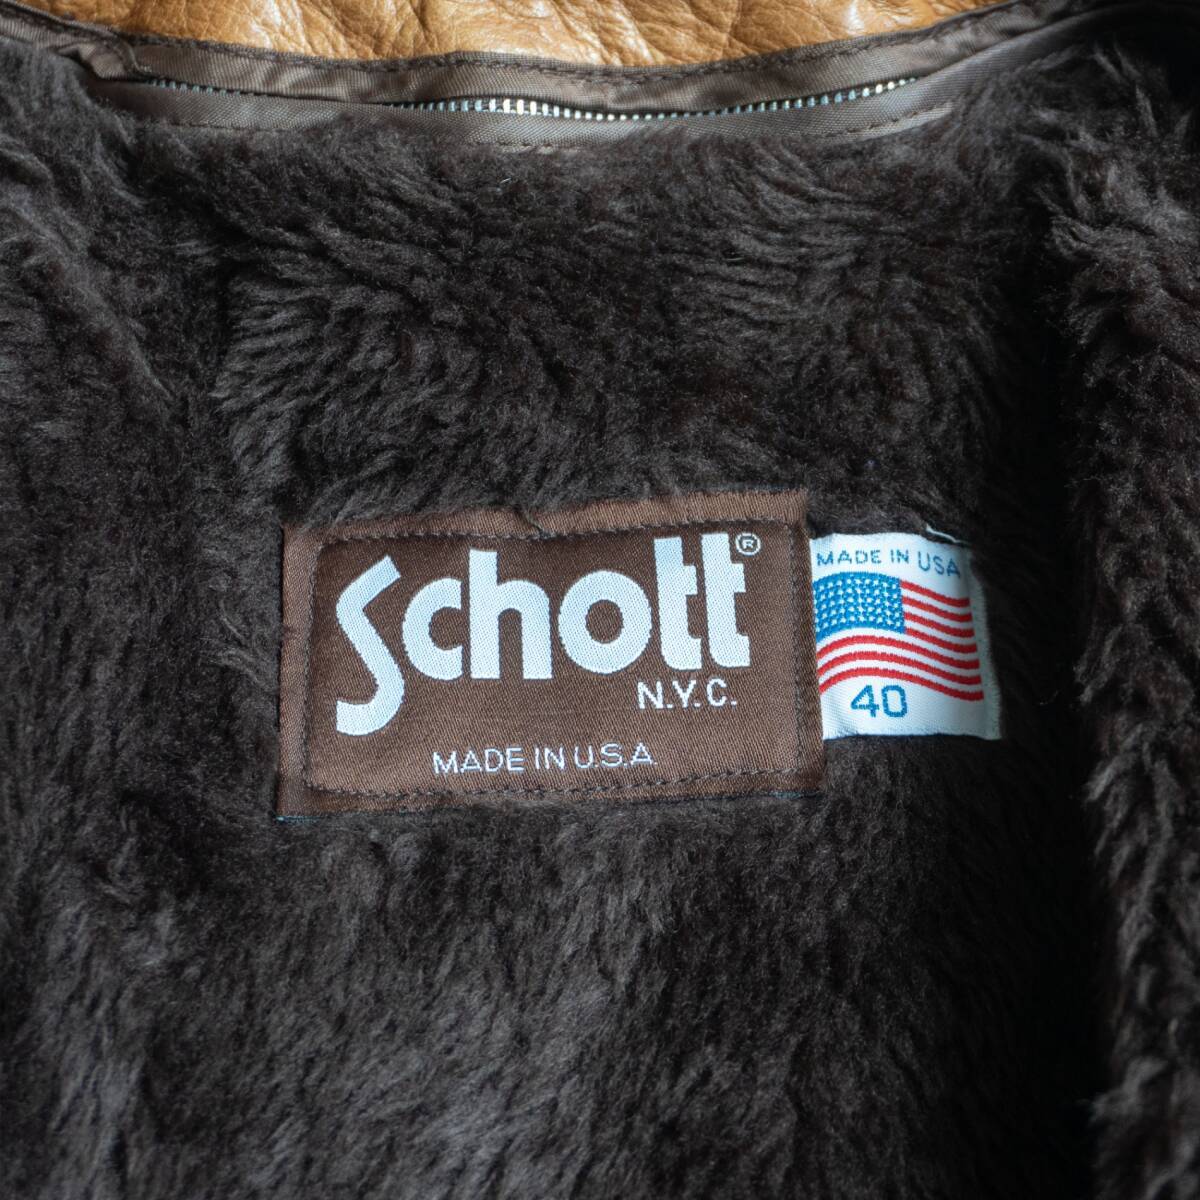 Schott®
N.Y.C.
MADE IN U.S.A
MADE IN USA
40